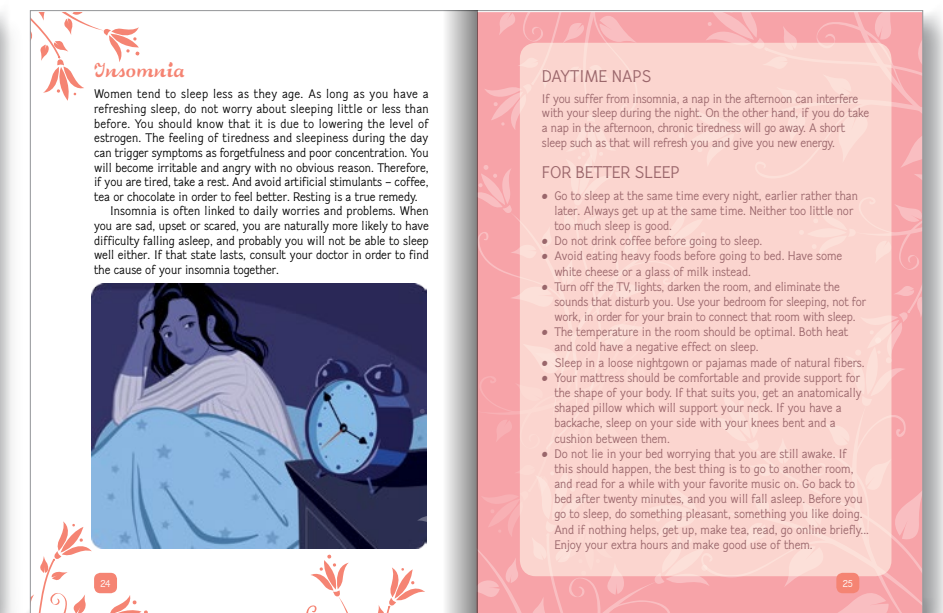 Insomnia
Women tend to sleep less as they age. As long as you have a
refreshing sleep, do not worry about sleeping little or less than
before. You should know that it is due to lowering the level of
estrogen. The feeling of tiredness and sleepiness during the day
can trigger symptoms as forgetfulness and poor concentration. You
will become irritable and angry with no obvious reason. Therefore,
if you are tired, take a rest. And avoid artificial stimulants – coffee,
tea or chocolate in order to feel better. Resting is a true remedy.
Insomnia is often linked to daily worries and problems. When
you are sad, upset or scared, you are naturally more likely to have
difficulty falling asleep, and probably you will not be able to sleep
well either. If that state lasts, consult your doctor in order to find
the cause of your insomnia together.
24
DAYTIME NAPS
If you suffer from insomnia, a nap in the afternoon can interfere
with your sleep during the night. On the other hand, if you do take
a nap in the afternoon, chronic tiredness will go away. A short
sleep such as that will refresh you and give you new energy.
FOR BETTER SLEEP
• Go to sleep at the same time every night, earlier rather than
later. Always get up at the same time. Neither too little nor
too much sleep is good.
• Do not drink coffee before going to sleep.
• Avoid eating heavy foods before going to bed. Have some
white cheese or a glass of milk instead.
• Turn off the TV, lights, darken the room, and eliminate the
sounds that disturb you. Use your bedroom for sleeping, not for
work, in order for your brain to connect that room with sleep.
• The temperature in the room should be optimal. Both heat
and cold have a negative effect on sleep.
• Sleep in a loose nightgown or pajamas made of natural fibers.
• Your mattress should be comfortable and provide support for
the shape of your body. If that suits you, get an anatomically
shaped pillow which will support your neck. If you have a
backache, sleep on your side with your knees bent and a
cushion between them.
• Do not lie in your bed worrying that you are still awake. If
this should happen, the best thing is to go to another room,
and read for a while with your favorite music on. Go back to
bed after twenty minutes, and you will fall asleep. Before you
go to sleep, do something pleasant, something you like doing.
And if nothing helps, get up, make tea, read, go online briefly...
Enjoy your extra hours and make good use of them.
25